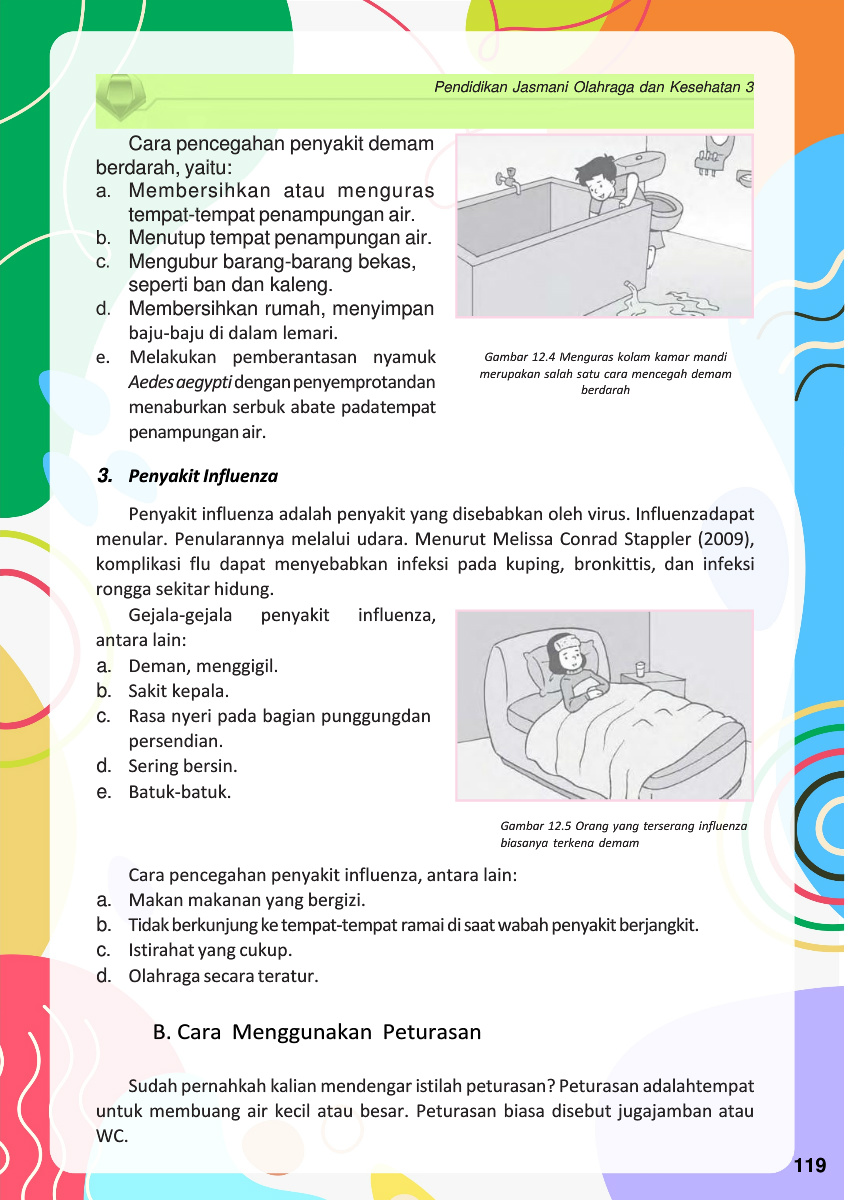 Pendidikan Jasmani Olahraga dan Kesehatan 3
Cara pencegahan penyakit demam
berdarah, yaitu:
a. Membersihkan atau menguras
tempat-tempat penampungan air.
b. Menutup tempat penampungan air.
c. Mengubur barang-barang bekas,
seperti ban dan kaleng.
d. Membersihkan rumah, menyimpan
baju-baju di dalam lemari.
e. Melakukan pemberantasan nyamuk
Aedes aegypti dengan penyemprotandan
menaburkan serbuk abate padatempat
penampungan air.
Gambar 12.4 Menguras kolam kamar mandi
merupakan salah satu cara mencegah demam
berdarah
3. Penyakit Influenza
Penyakit influenza adalah penyakit yang disebabkan oleh virus. Influenzadapat
menular. Penularannya melalui udara. Menurut Melissa Conrad Stappler (2009),
komplikasi flu dapat menyebabkan infeksi pada kuping, bronkittis, dan infeksi
rongga sekitar hidung.
Gejala-gejala penyakit influenza,
antara lain:
a. Deman, menggigil.
b. Sakit kepala.
c. Rasa nyeri pada bagian punggungdan
persendian.
d. Sering bersin.
e. Batuk-batuk.
Gambar 12.5 Orang yang terserang influenza
biasanya terkena demam
Cara pencegahan penyakit influenza, antara lain:
a. Makan makanan yang bergizi.
b. Tidak berkunjung ke tempat-tempat ramai di saat wabah penyakit berjangkit.
c. Istirahat yang cukup.
d. Olahraga secara teratur.
B. Cara Menggunakan Peturasan
Sudah pernahkah kalian mendengar istilah peturasan? Peturasan adalahtempat
untuk membuang air kecil atau besar. Peturasan biasa disebut jugajamban atau
WC.
119